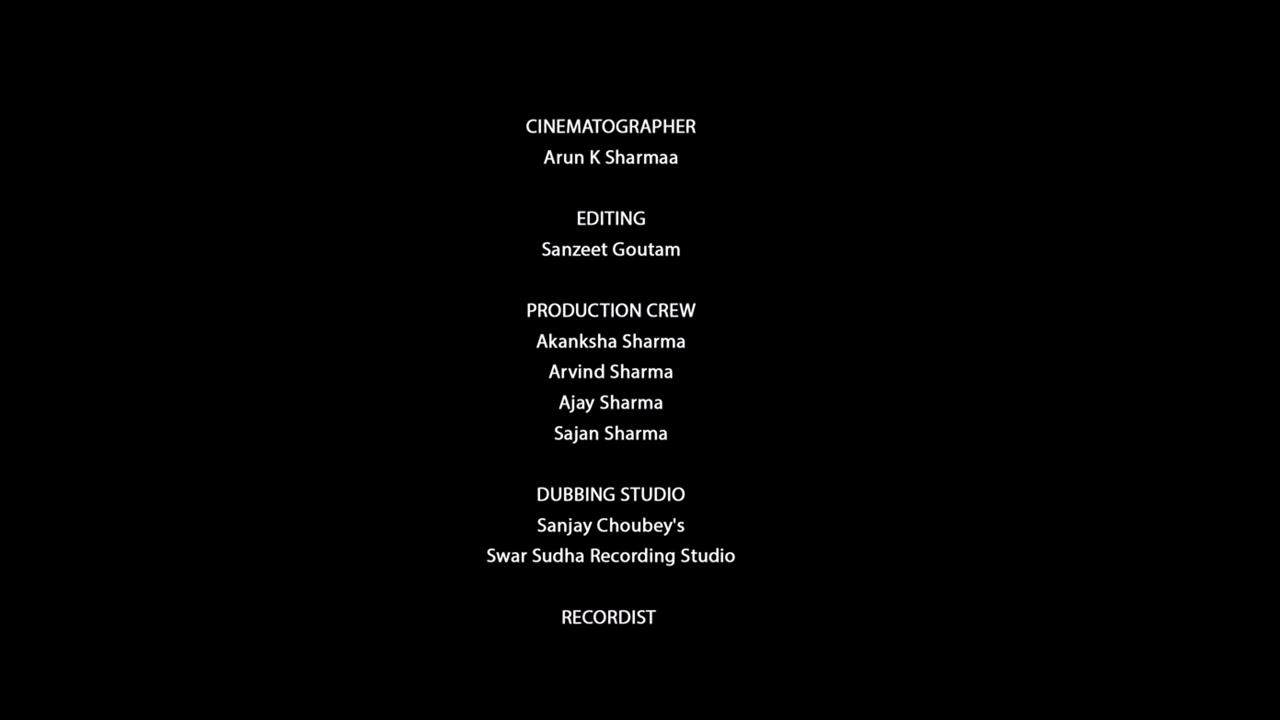 CINEMATOGRAPHER
Arun K Sharmaa
EDITING
Sanzeet Goutam
PRODUCTION CREW
Akanksha Sharma
Arvind Sharma
Ajay Sharma
Sajan Sharma
DUBBING STUDIO
Sanjay Choubey's
Swar Sudha Recording Studio
RECORDIST